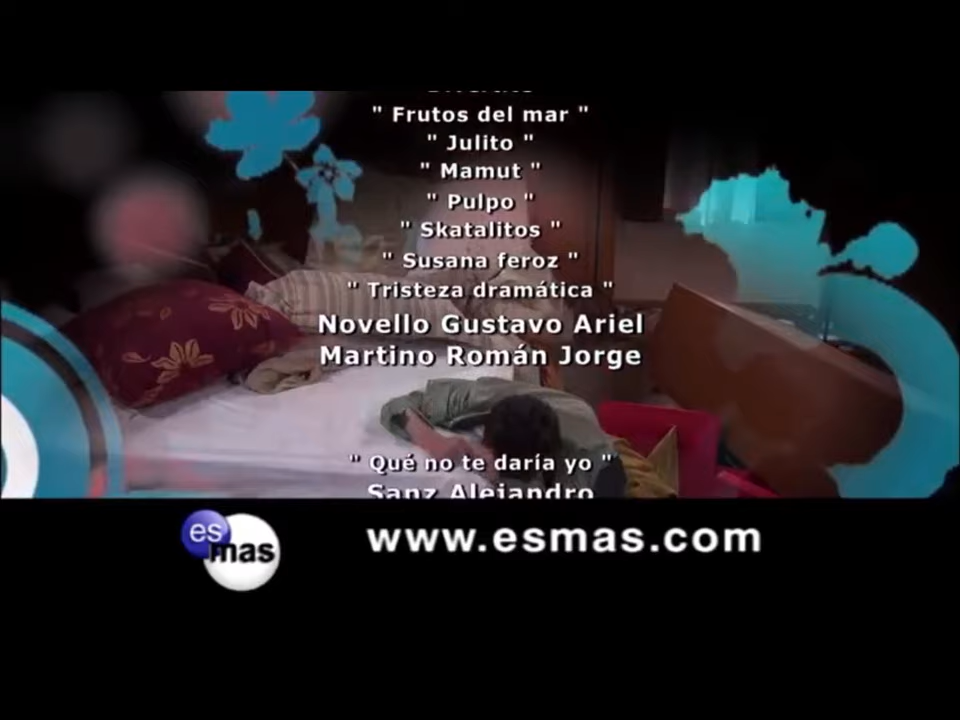 " Frutos del mar "
" Julito "
" Mamut "
" Pulpo "
" Skatalitos "
" Susana feroz "
" Tristeza dramática "
Novello Gustavo Ariel
Martino Román Jorge
" Qué no te daría yo "
Sanz Alejandro
es
mas
www.esmas.com